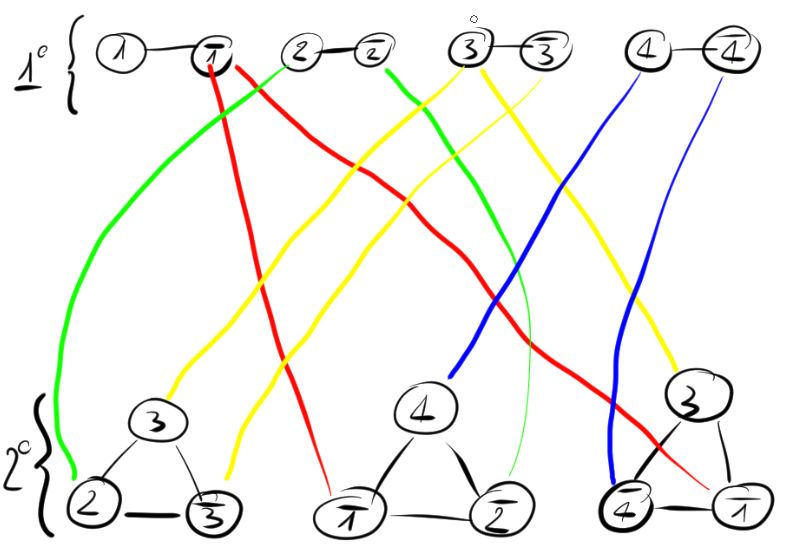 1° { 1 1̅ 2 2̅ 3 3̅ 4 4̅
3 4 3
2° { 2 3̅ 1̅ 2̅ 4̅ 1̅